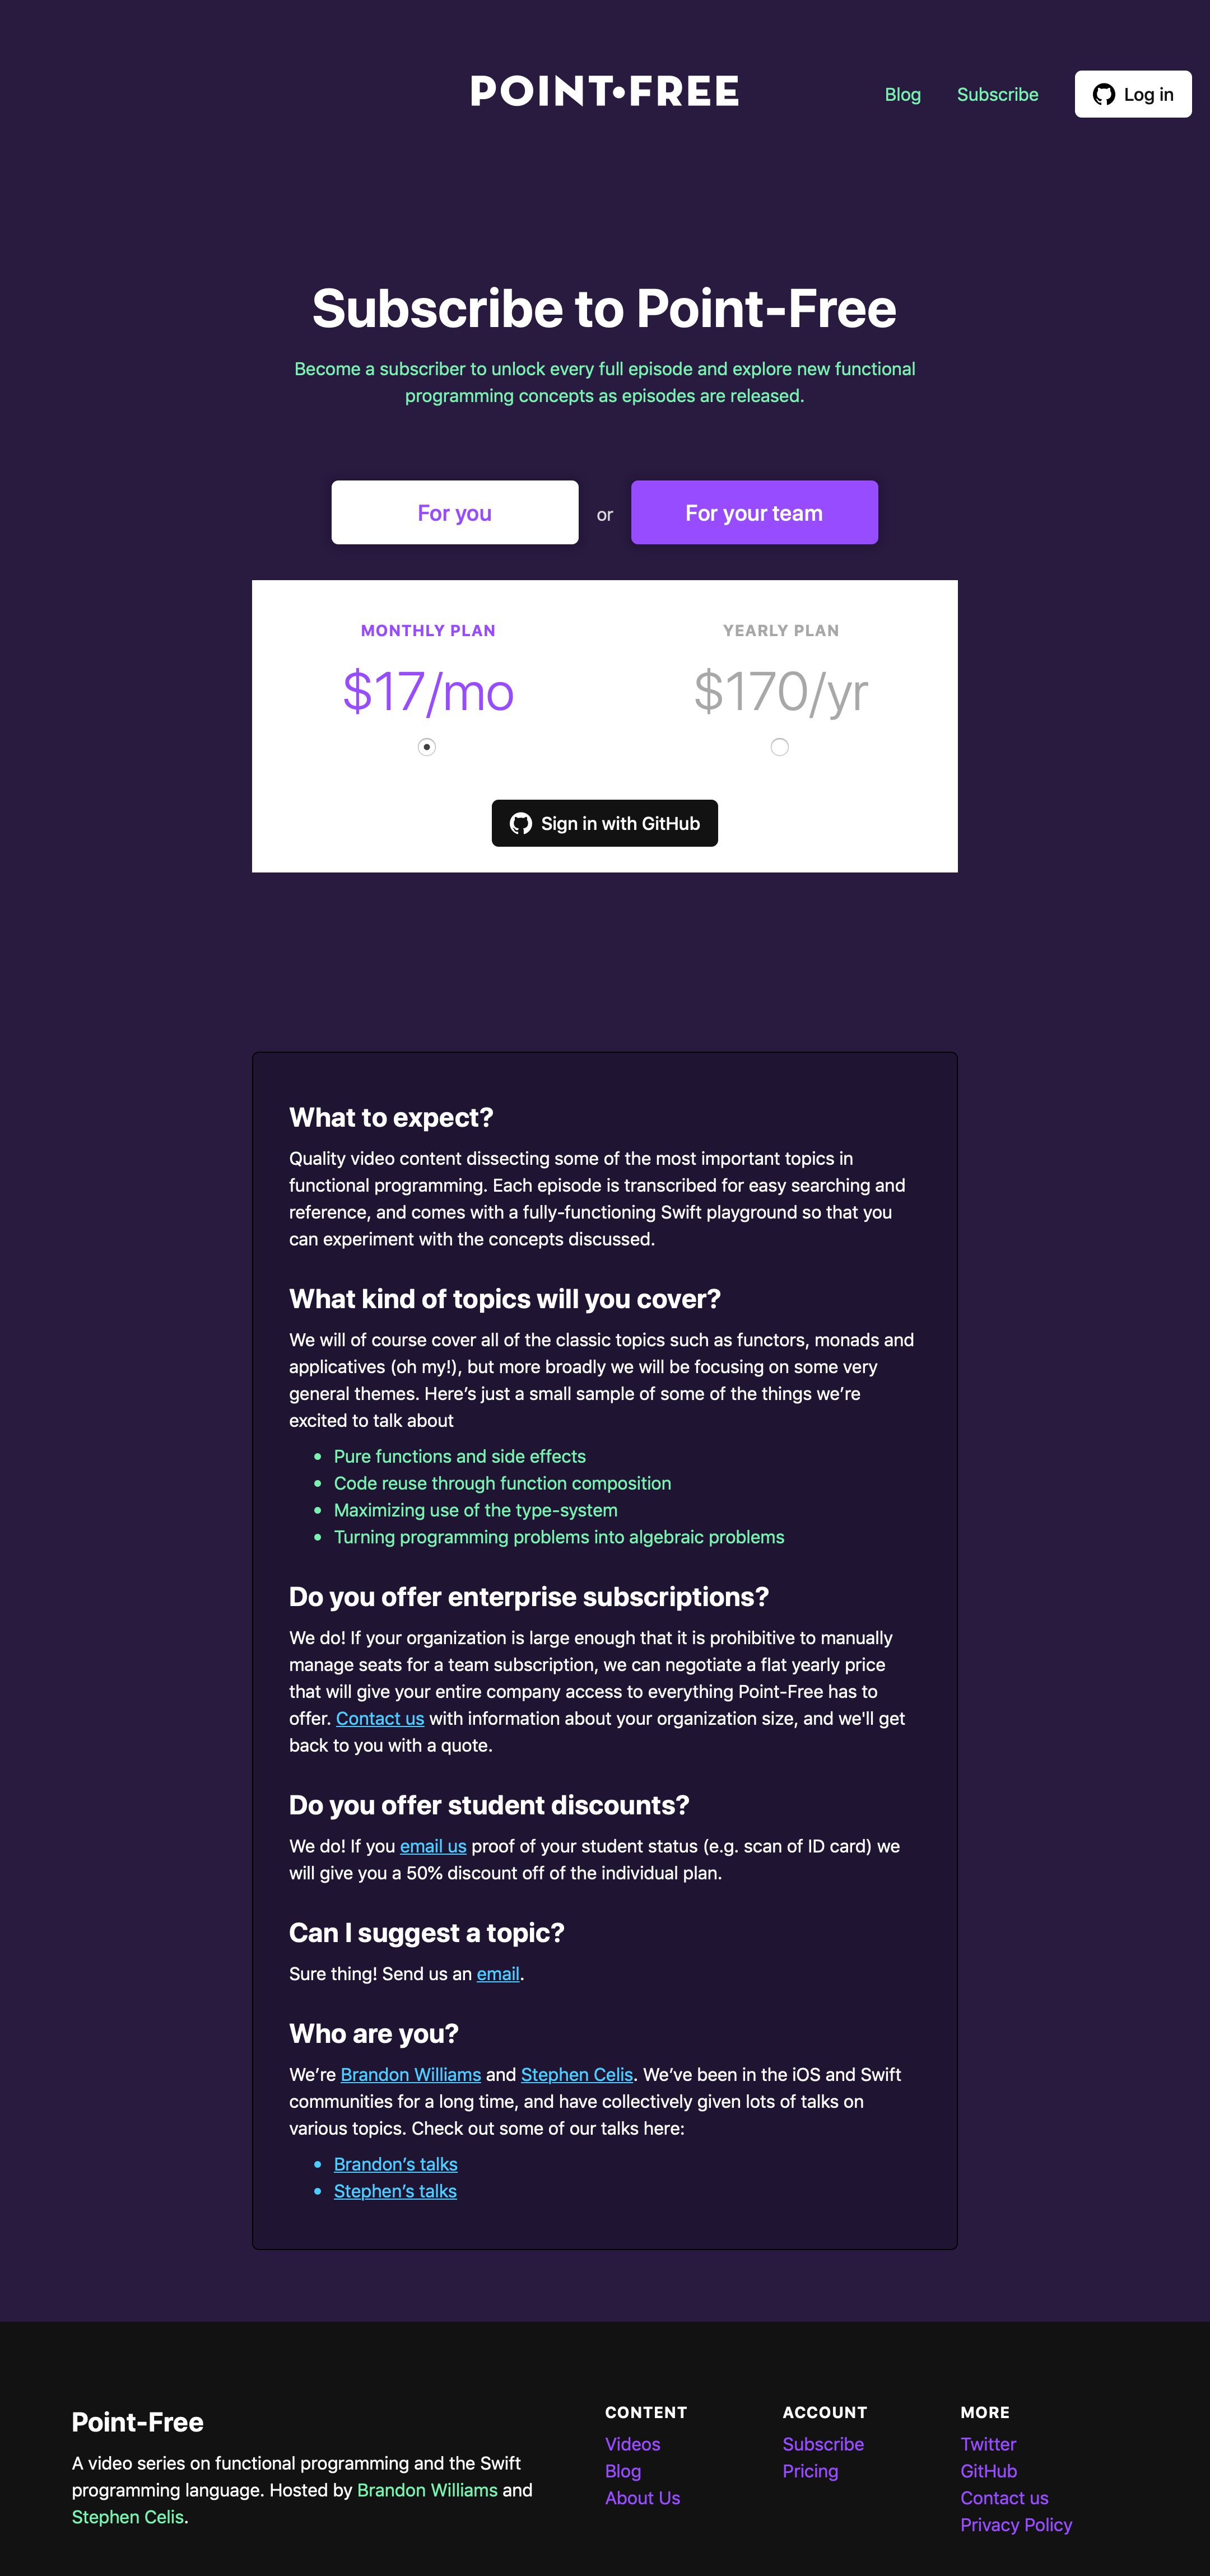 POINT•FREE
Blog
Subscribe
Log in
Subscribe to Point-Free
Become a subscriber to unlock every full episode and explore new functional
programming concepts as episodes are released.
For you
or
For your team
MONTHLY PLAN
$17/mo
YEARLY PLAN
$170/yr
Sign in with GitHub
What to expect?
Quality video content dissecting some of the most important topics in
functional programming. Each episode is transcribed for easy searching and
reference, and comes with a fully-functioning Swift playground so that you
can experiment with the concepts discussed.
What kind of topics will you cover?
We will of course cover all of the classic topics such as functors, monads and
applicatives (oh my!), but more broadly we will be focusing on some very
general themes. Here’s just a small sample of some of the things we’re
excited to talk about
• Pure functions and side effects
• Code reuse through function composition
• Maximizing use of the type-system
• Turning programming problems into algebraic problems
Do you offer enterprise subscriptions?
We do! If your organization is large enough that it is prohibitive to manually
manage seats for a team subscription, we can negotiate a flat yearly price
that will give your entire company access to everything Point-Free has to
offer. Contact us with information about your organization size, and we'll get
back to you with a quote.
Do you offer student discounts?
We do! If you email us proof of your student status (e.g. scan of ID card) we
will give you a 50% discount off of the individual plan.
Can I suggest a topic?
Sure thing! Send us an email.
Who are you?
We’re Brandon Williams and Stephen Celis. We’ve been in the iOS and Swift
communities for a long time, and have collectively given lots of talks on
various topics. Check out some of our talks here:
• Brandon’s talks
• Stephen’s talks
Point-Free
A video series on functional programming and the Swift
programming language. Hosted by Brandon Williams and
Stephen Celis.
CONTENT
Videos
Blog
About Us
ACCOUNT
Subscribe
Pricing
MORE
Twitter
GitHub
Contact us
Privacy Policy